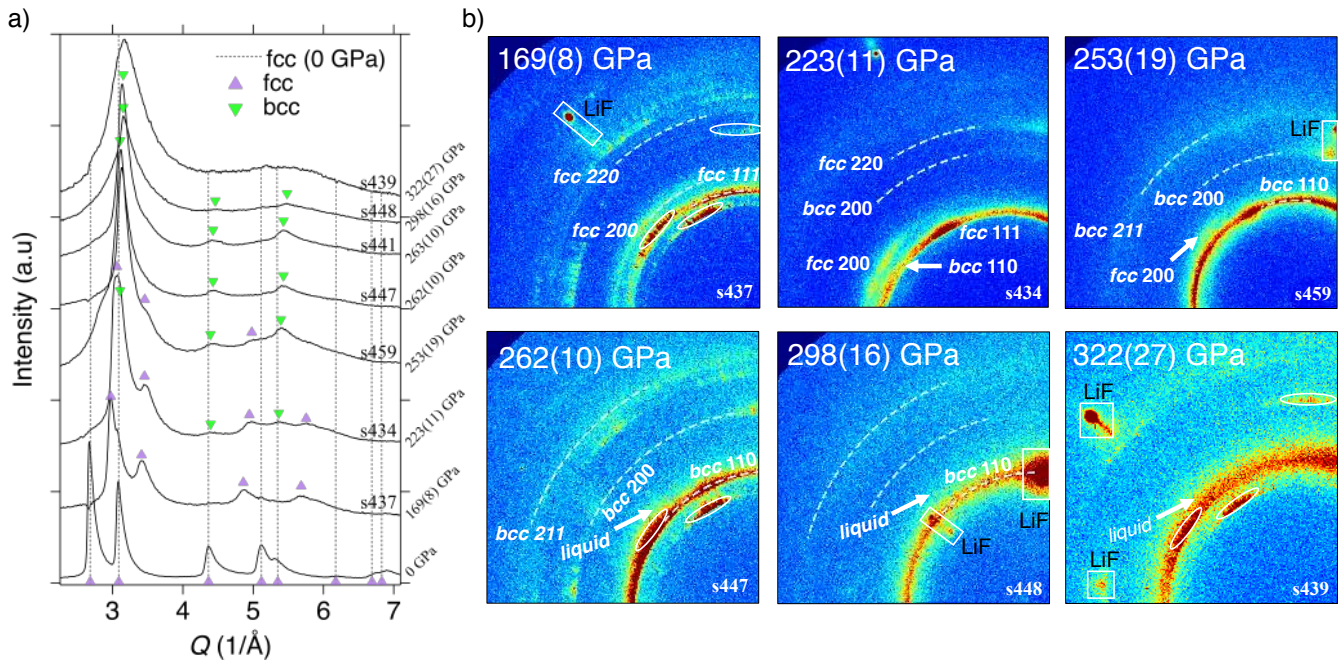 a)
fcc (0 GPa)
fcc
bcc
Intensity (a.u)
s439
322(27) GPa
s448
298(16) GPa
s441
263(10) GPa
s447
262(10) GPa
s459
253(19) GPa
s434
223(11) GPa
s437
169(8) GPa
0 GPa
3 4 5 6 7
Q (1/Å)
b)
169(8) GPa
LiF
fcc 220
fcc 111
fcc 200
s437
223(11) GPa
fcc 220
bcc 200
fcc 111
fcc 200
bcc 110
s434
253(19) GPa
LiF
bcc 200
bcc 110
bcc 211
fcc 200
s459
262(10) GPa
bcc 110
bcc 200
bcc 211
liquid
s447
298(16) GPa
bcc 110
liquid
LiF
LiF
s448
322(27) GPa
LiF
liquid
LiF
s439